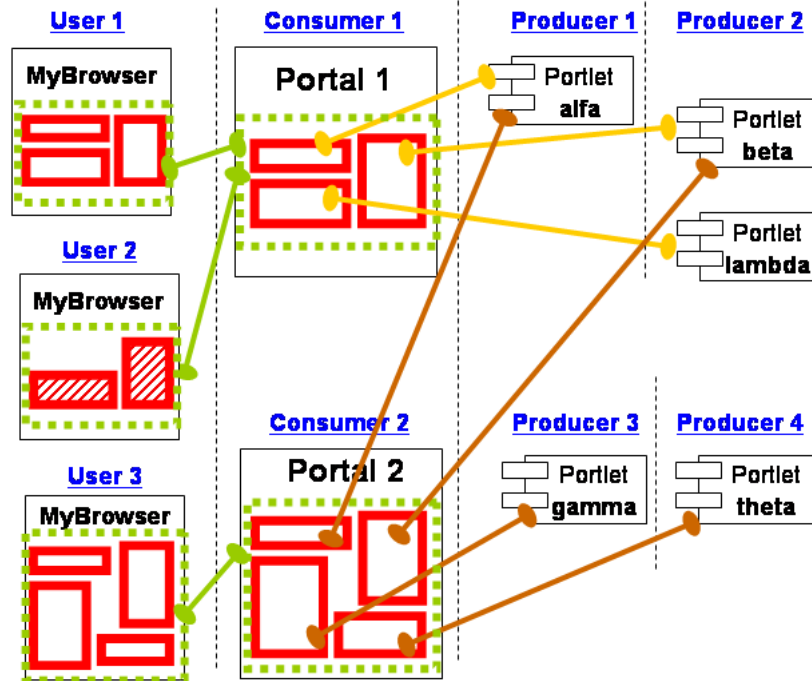 User 1
Consumer 1
Producer 1
Producer 2
MyBrowser
Portal 1
Portlet
alfa
Portlet
beta
User 2
Portlet
lambda
MyBrowser
Consumer 2
Producer 3
Producer 4
User 3
Portal 2
MyBrowser
Portlet
gamma
Portlet
theta